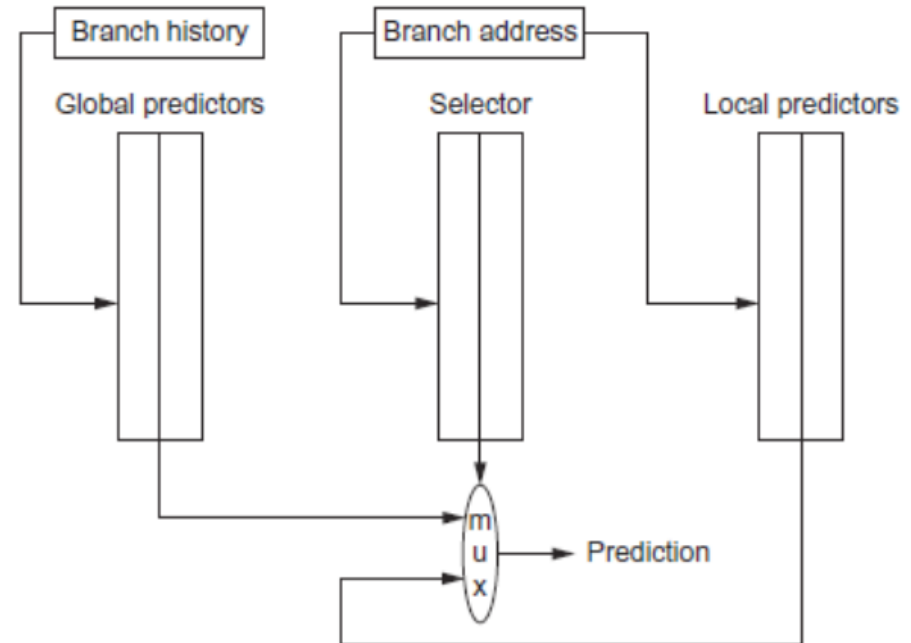 Branch history
Branch address
Global predictors
Selector
Local predictors
m
u
x
Prediction